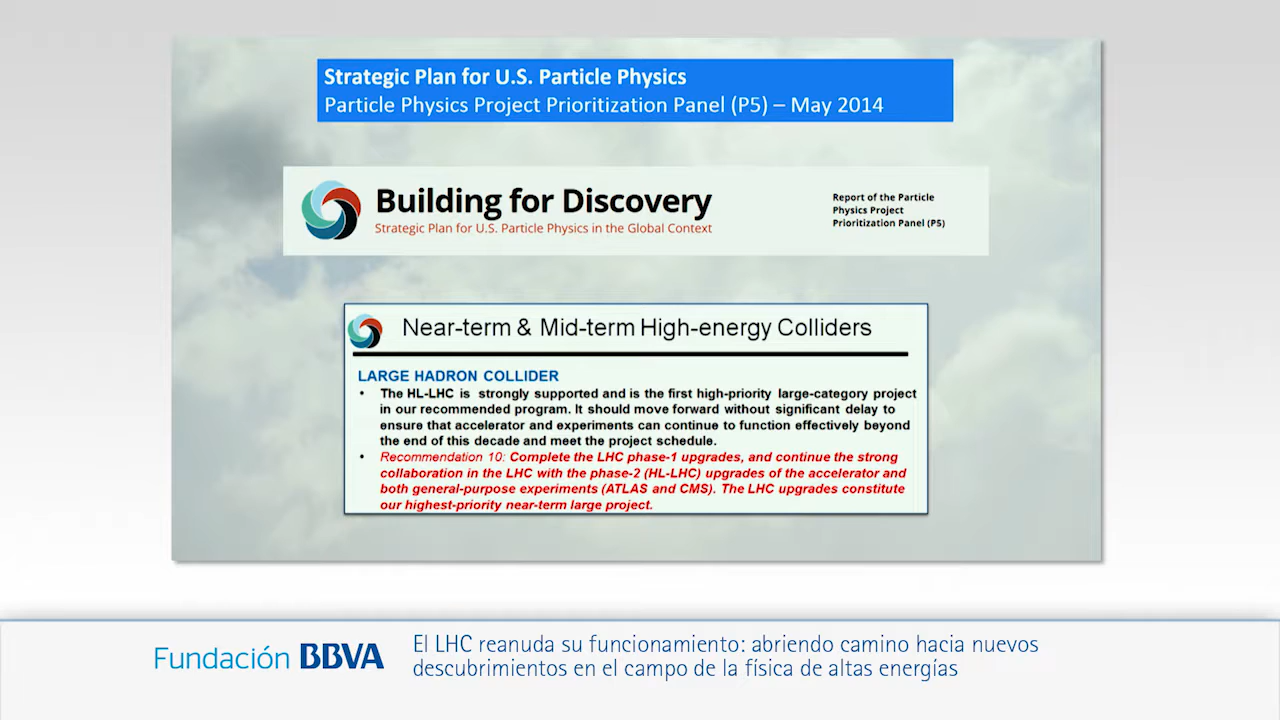 Strategic Plan for U.S. Particle Physics
Particle Physics Project Prioritization Panel (P5) – May 2014
Building for Discovery
Strategic Plan for U.S. Particle Physics in the Global Context
Report of the Particle
Physics Project
Prioritization Panel (P5)
Near-term & Mid-term High-energy Colliders
LARGE HADRON COLLIDER
• The HL-LHC is strongly supported and is the first high-priority large-category project
in our recommended program. It should move forward without significant delay to
ensure that accelerator and experiments can continue to function effectively beyond
the end of this decade and meet the project schedule.
• Recommendation 10: Complete the LHC phase-1 upgrades, and continue the strong
collaboration in the LHC with the phase-2 (HL-LHC) upgrades of the accelerator and
both general-purpose experiments (ATLAS and CMS). The LHC upgrades constitute
our highest-priority near-term large project.
Fundación BBVA
El LHC reanuda su funcionamiento: abriendo camino hacia nuevos
descubrimientos en el campo de la física de altas energías